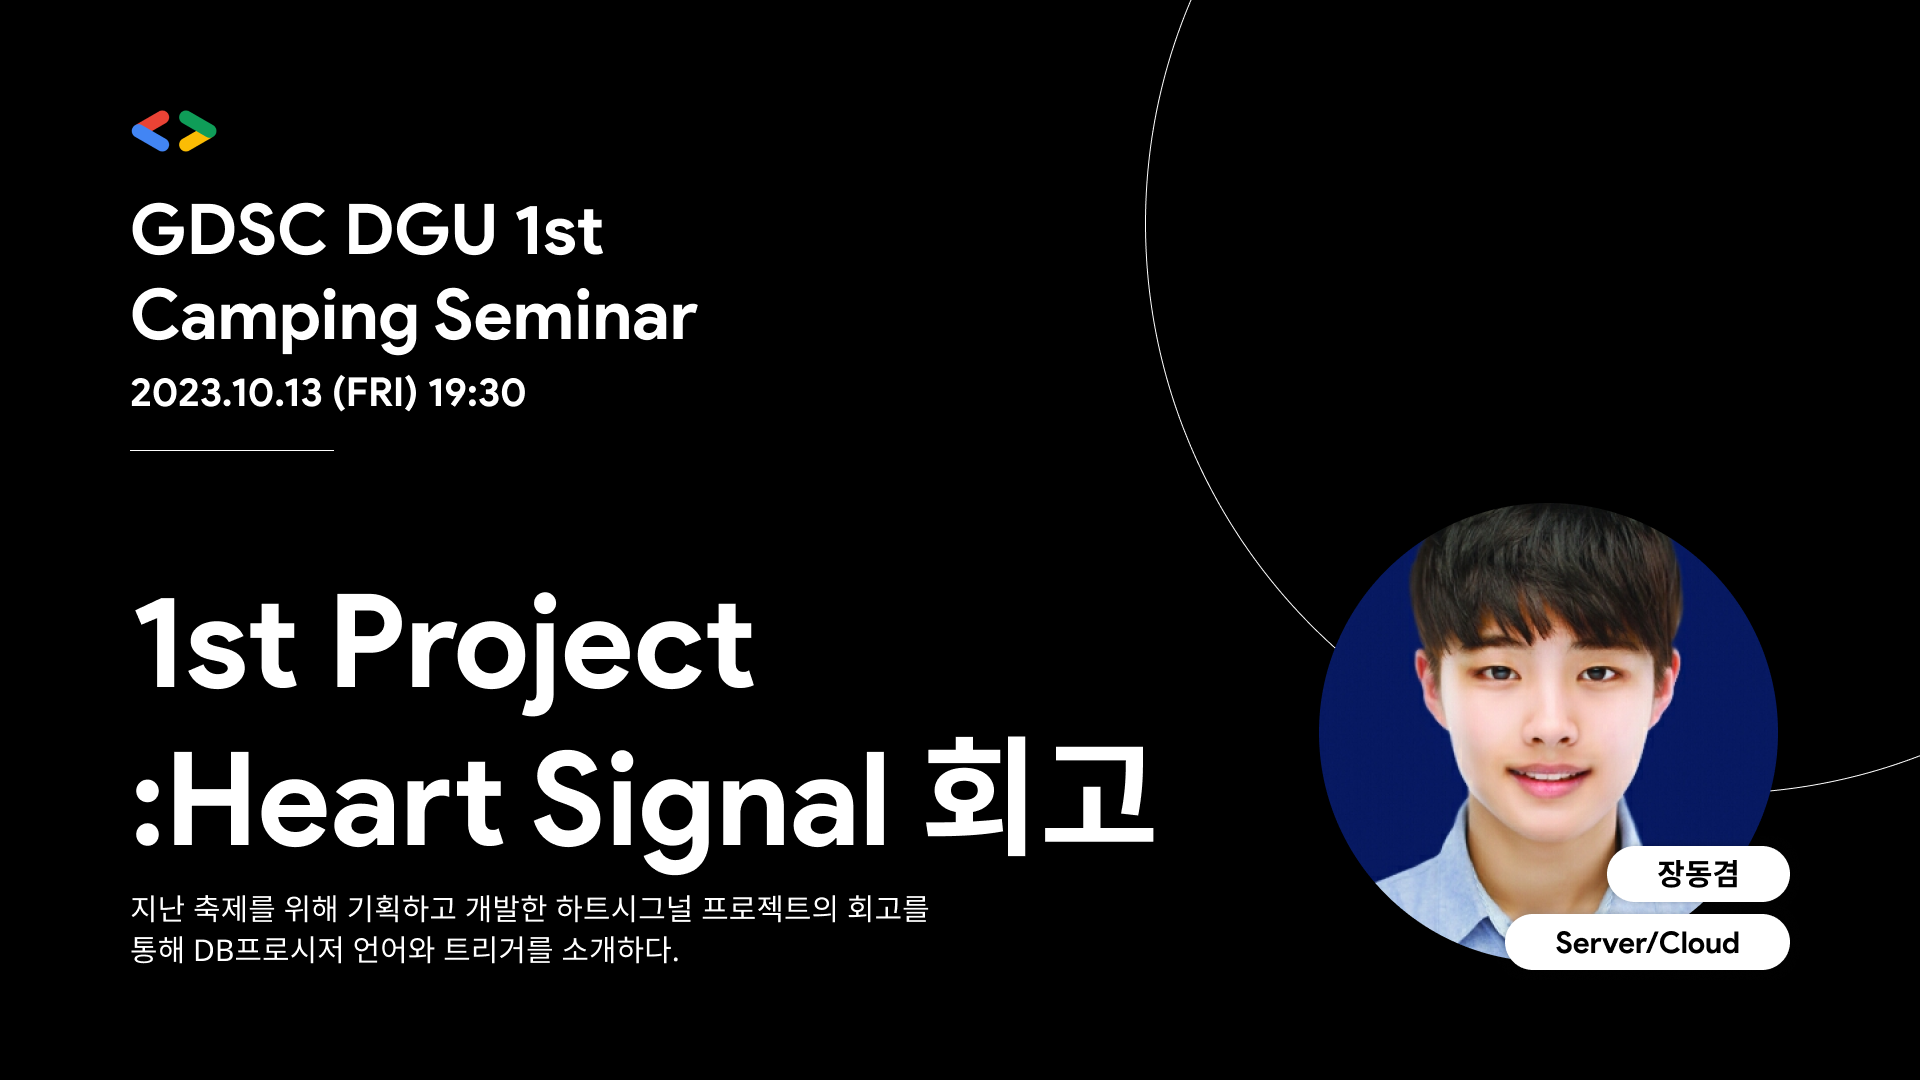 GDSC DGU 1st
Camping Seminar
2023.10.13 (FRI) 19:30
1st Project
:Heart Signal 회고
지난 축제를 위해 기획하고 개발한 하트시그널 프로젝트의 회고를
통해 DB프로시저 언어와 트리거를 소개하다.
장동겸
Server/Cloud